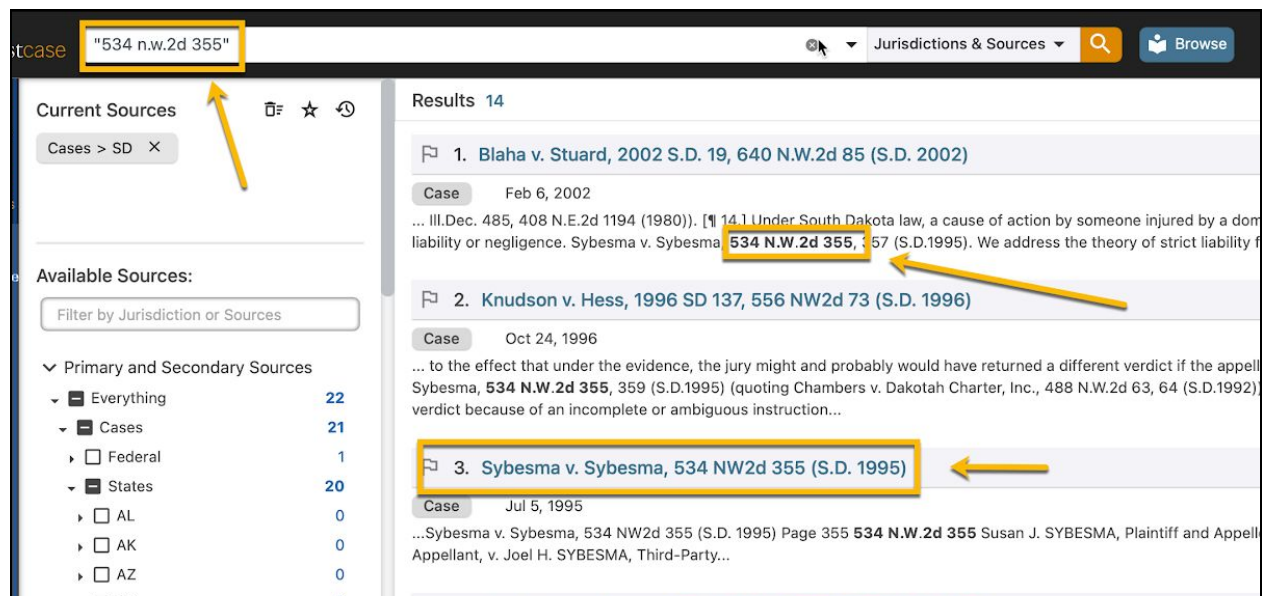 stcase "534 n.w.2d 355" Jurisdictions & Sources Browse
Current Sources
Cases > SD ×
Available Sources:
Filter by Jurisdiction or Sources
Primary and Secondary Sources
Everything 22
Cases 21
Federal 1
States 20
AL 0
AK 0
AZ 0
Results 14
1. Blaha v. Stuard, 2002 S.D. 19, 640 N.W.2d 85 (S.D. 2002)
Case Feb 6, 2002
... Ill.Dec. 485, 408 N.E.2d 1194 (1980)). [¶ 14.] Under South Dakota law, a cause of action by someone injured by a dom
liability or negligence. Sybesma v. Sybesma, 534 N.W.2d 355, 357 (S.D.1995). We address the theory of strict liability f
2. Knudson v. Hess, 1996 SD 137, 556 NW2d 73 (S.D. 1996)
Case Oct 24, 1996
... to the effect that under the evidence, the jury might and probably would have returned a different verdict if the appell
Sybesma, 534 N.W.2d 355, 359 (S.D.1995) (quoting Chambers v. Dakotah Charter, Inc., 488 N.W.2d 63, 64 (S.D.1992))
verdict because of an incomplete or ambiguous instruction...
3. Sybesma v. Sybesma, 534 NW2d 355 (S.D. 1995)
Case Jul 5, 1995
...Sybesma v. Sybesma, 534 NW2d 355 (S.D. 1995) Page 355 534 N.W.2d 355 Susan J. SYBESMA, Plaintiff and Appell
Appellant, v. Joel H. SYBESMA, Third-Party...